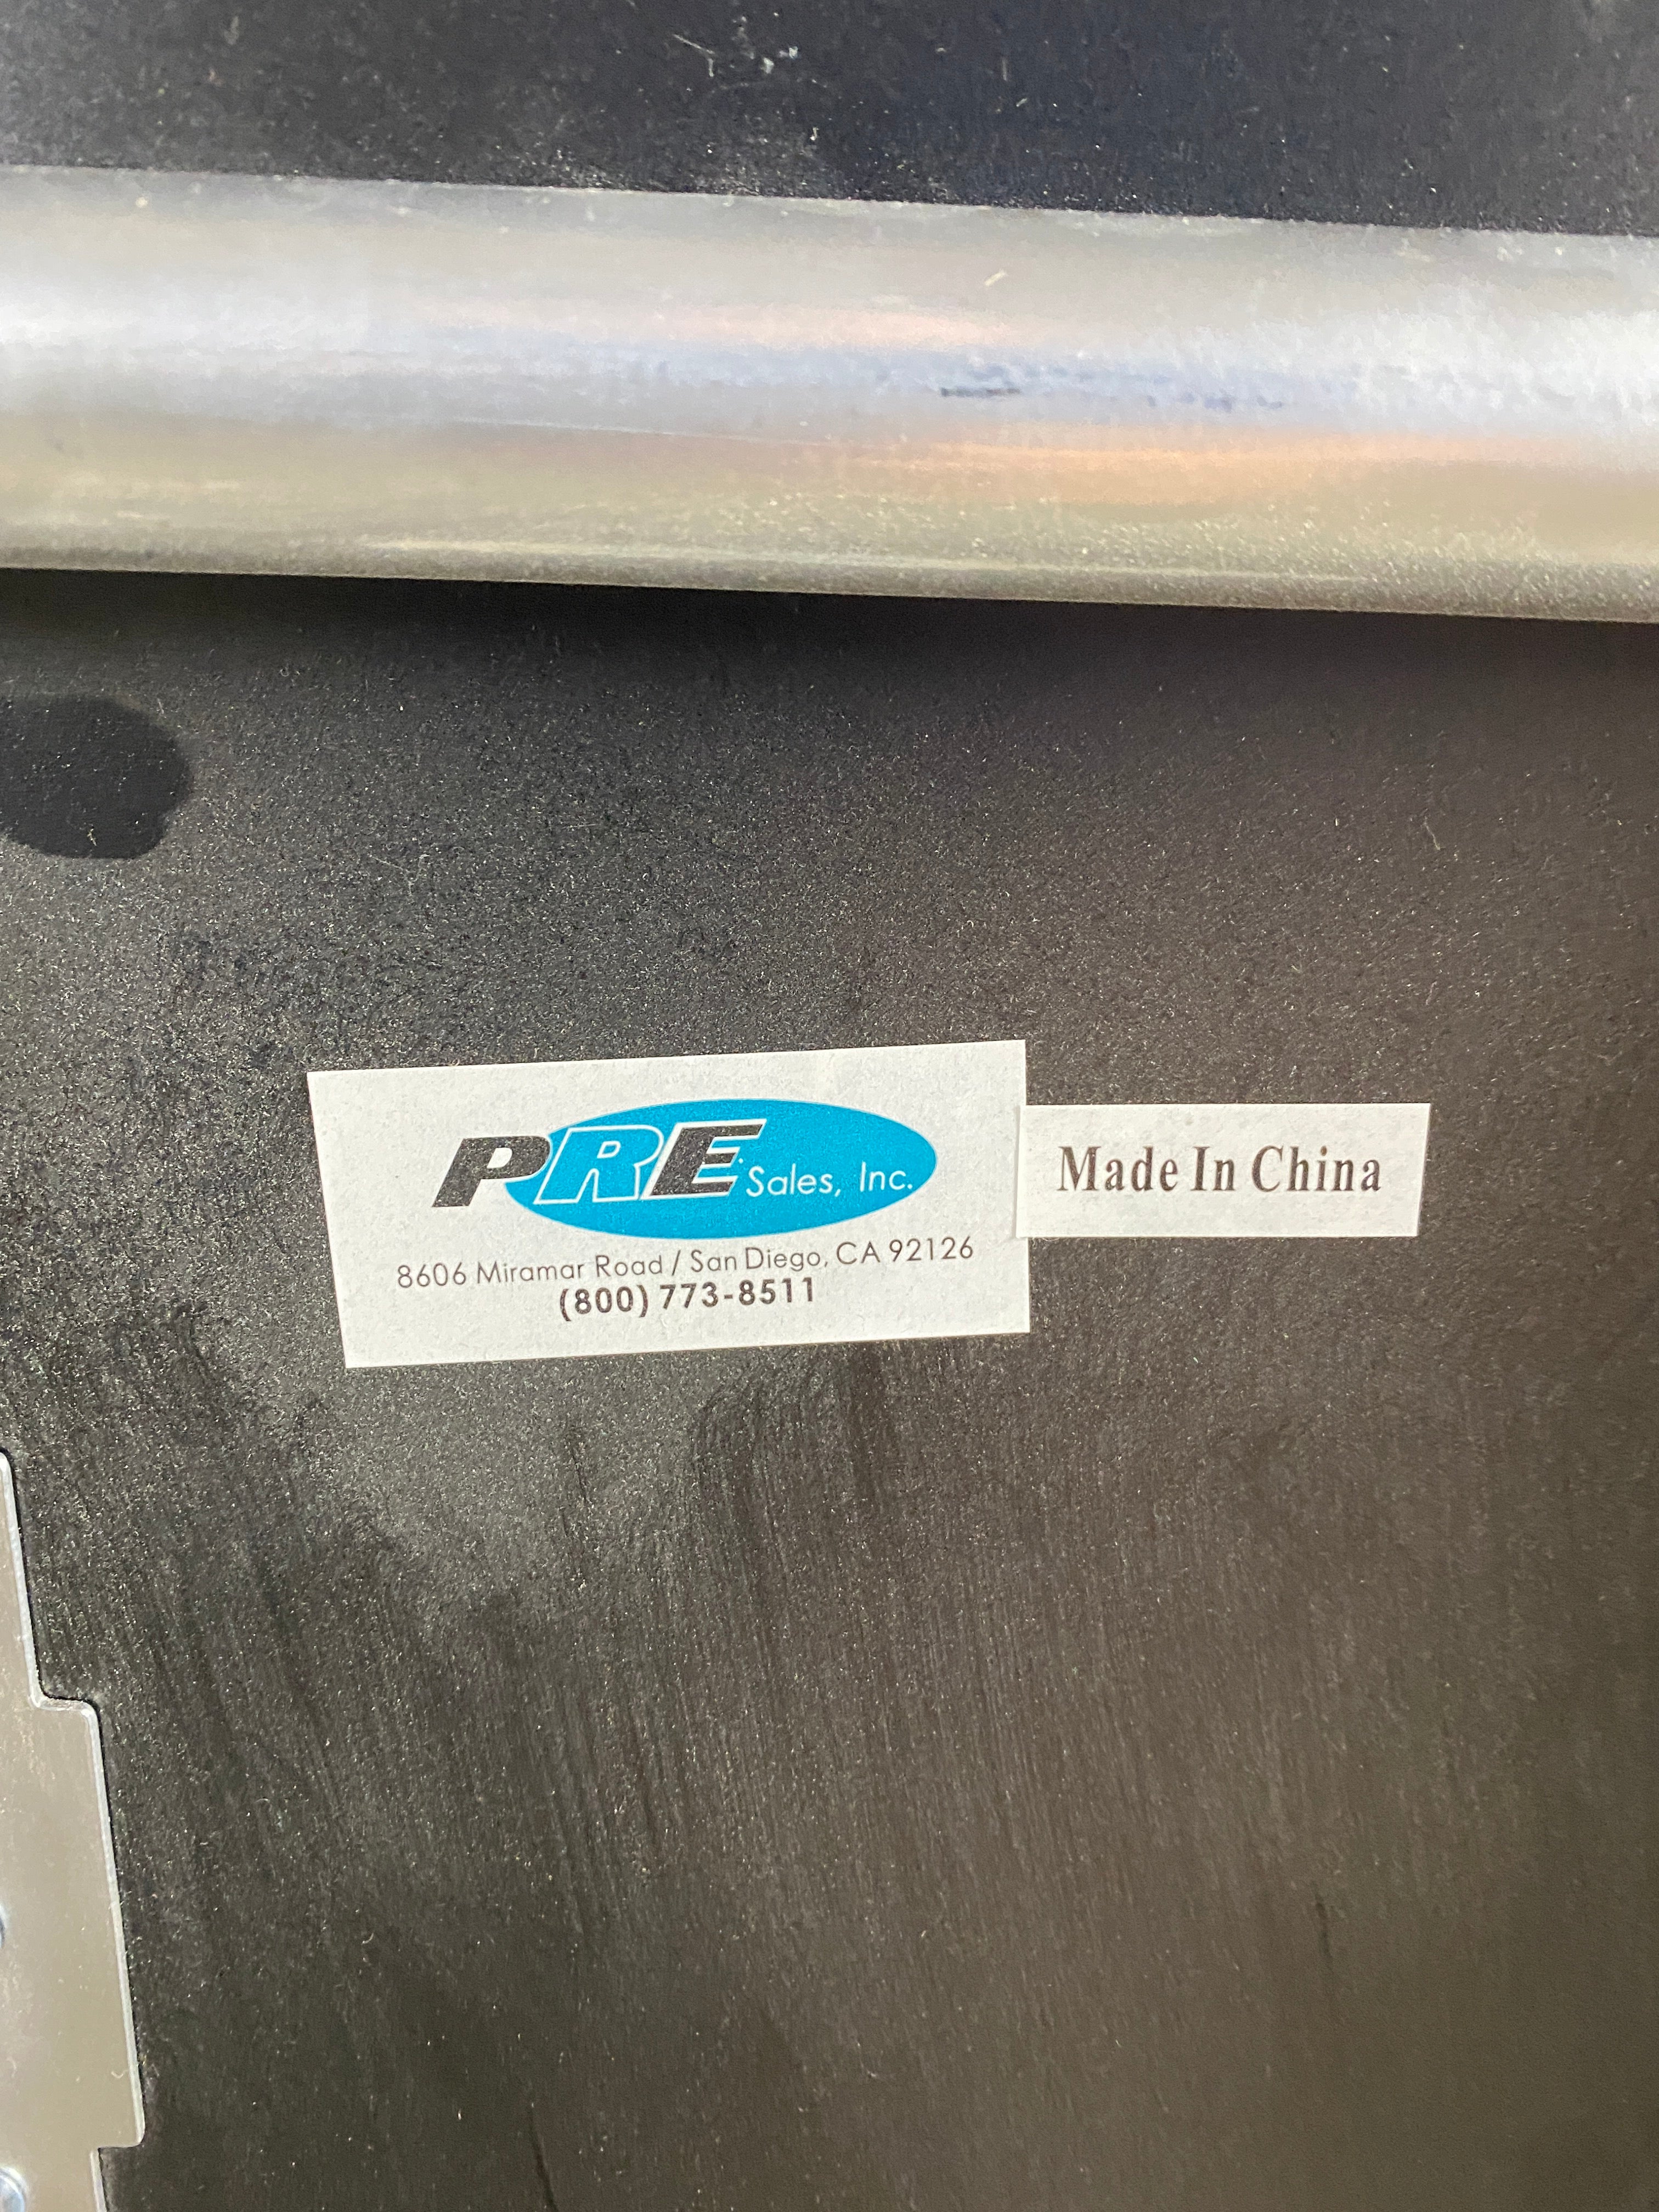 PRE Sales, Inc.
8606 Miramar Road / San Diego, CA 92126
(800) 773-8511
Made In China